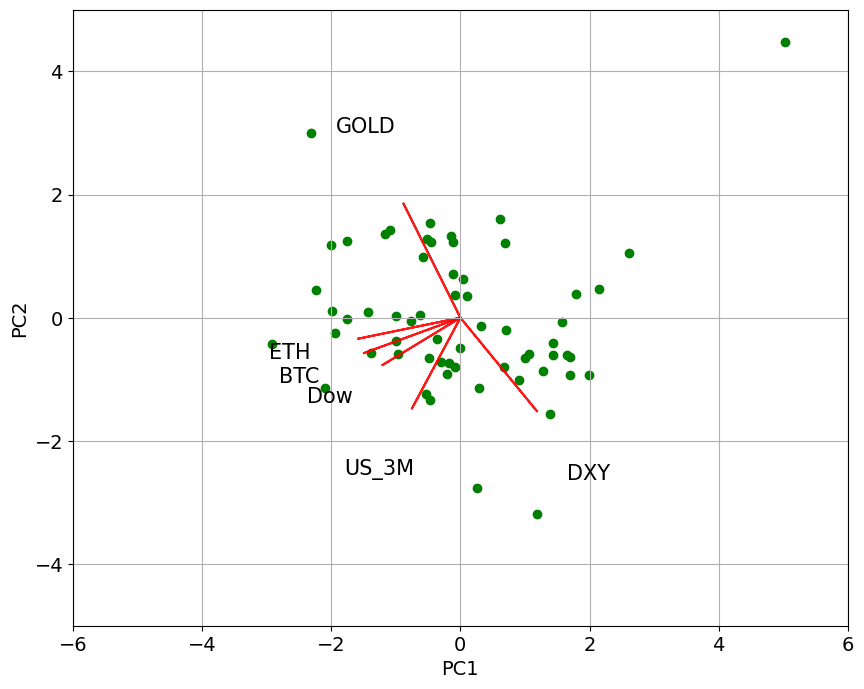 GOLD
ETH
BTC
Dow
US_3M
DXY
PC2
4
2
0
−2
−4
−6 −4 −2 0 2 4 6
PC1